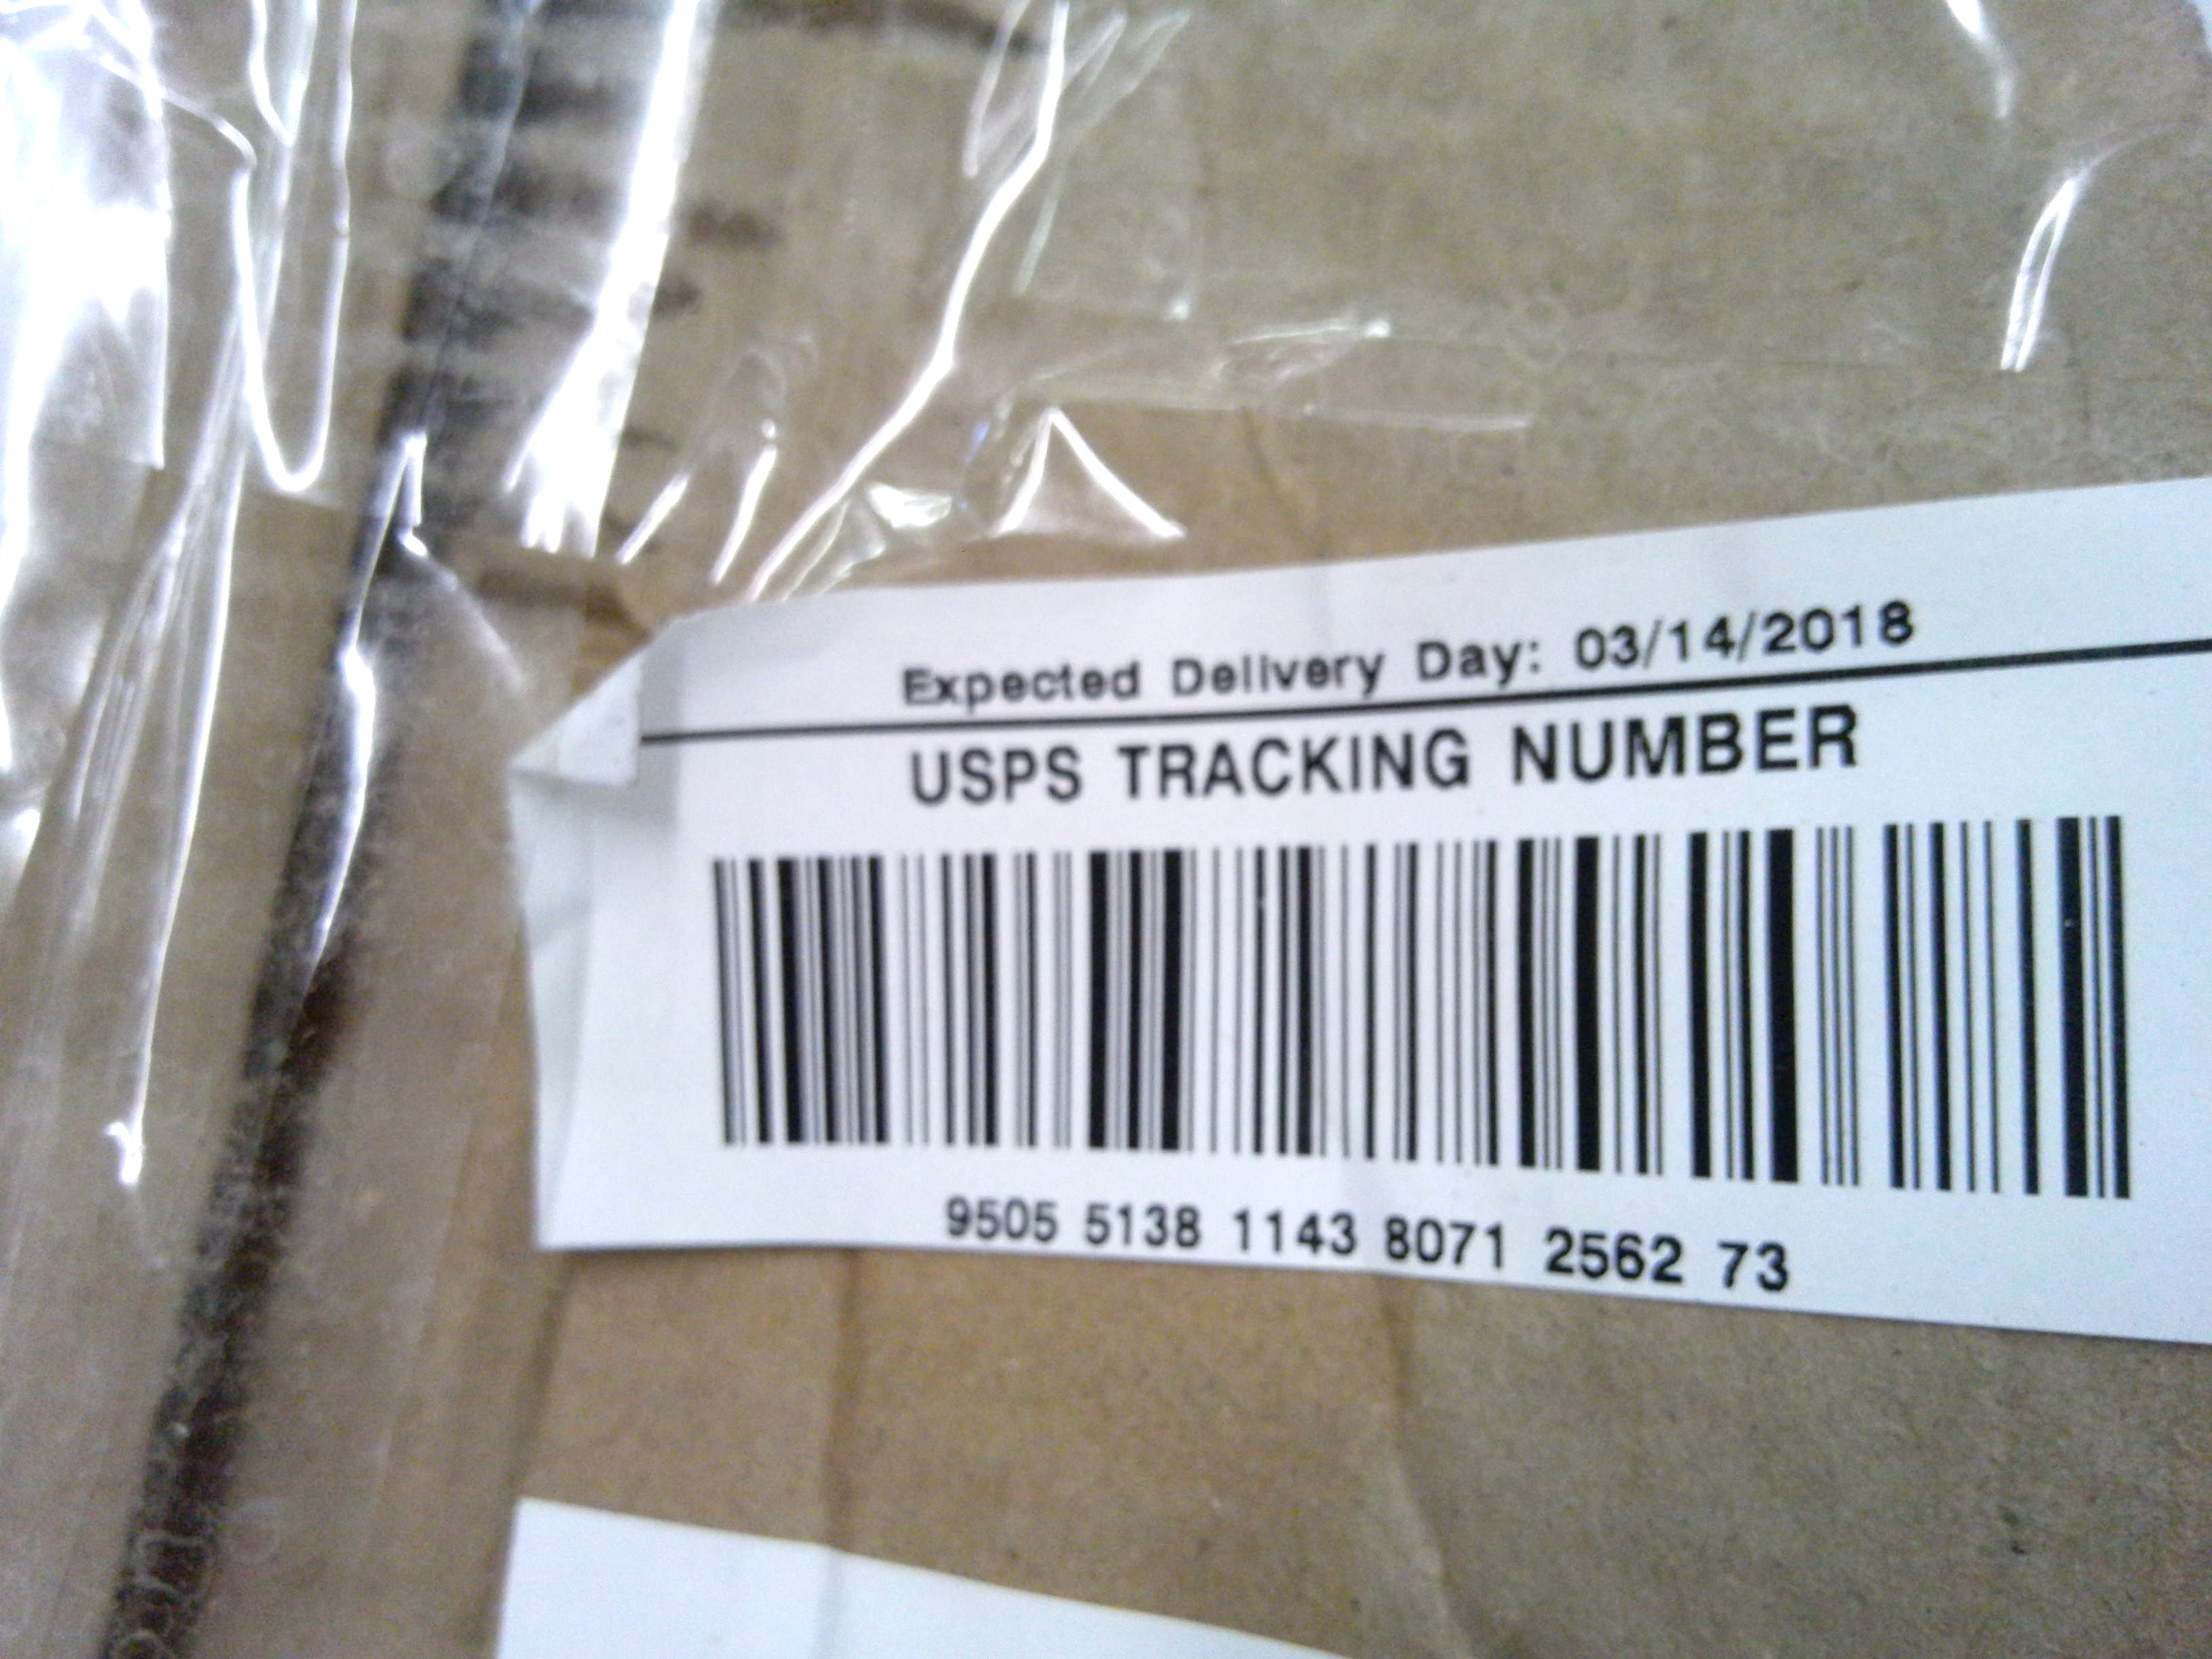 Expected Delivery Day: 03/14/2018
USPS TRACKING NUMBER
9505 5138 1143 8071 2562 73